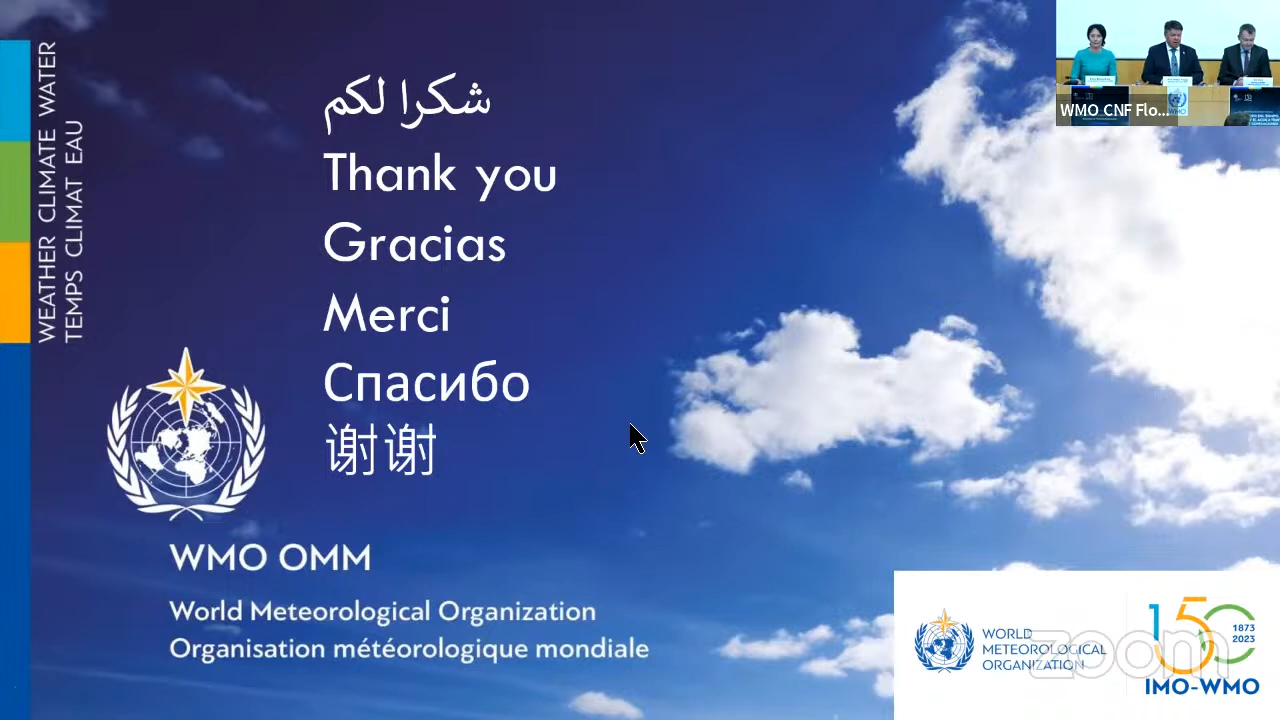 WEATHER CLIMATE WATER
TEMPS CLIMAT EAU
شكرا لكم
Thank you
Gracias
Merci
Спасибо
谢谢
WMO OMM
World Meteorological Organization
Organisation météorologique mondiale
WMO CNF Flo...
WORLD
METEOROLOGICAL
ORGANIZATION
zoom
150
1873
2023
IMO-WMO